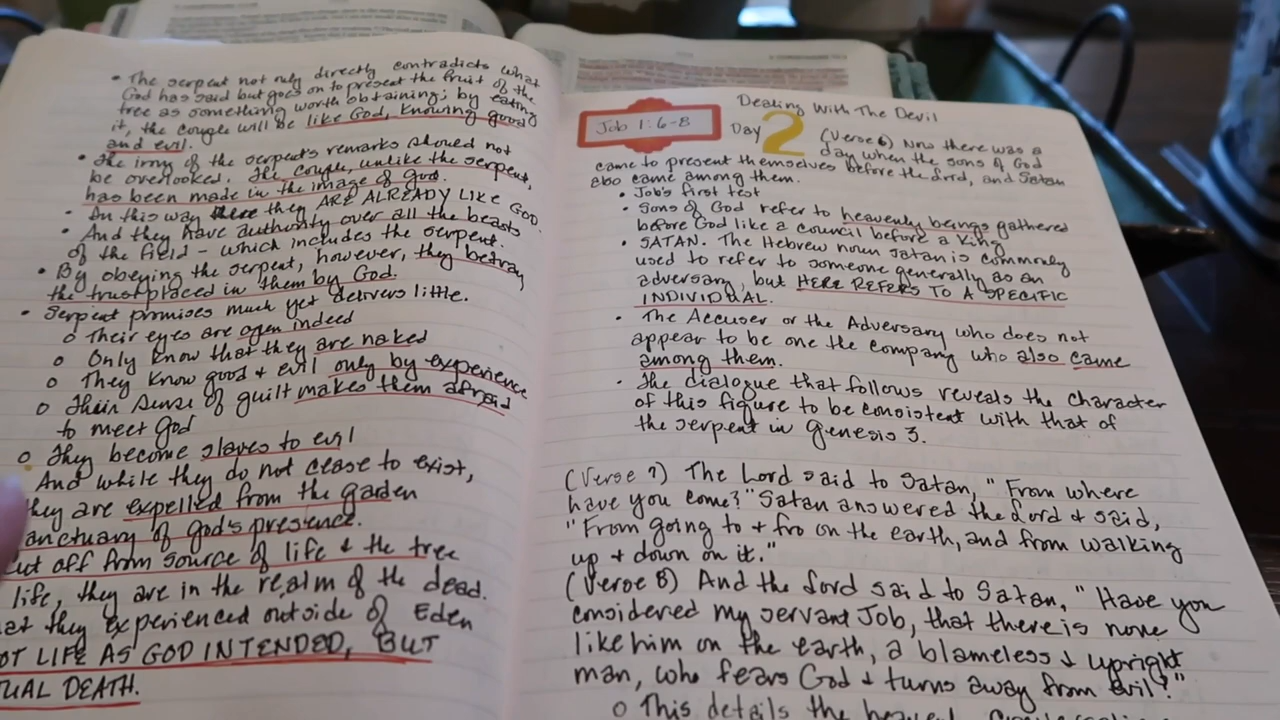 • The serpent not only directly contradicts what
God has said but goes on to present the fruit of the
tree as something worth obtaining; by eating
it, the couple will be like God, knowing good
and evil.
• The irony of the serpent's remarks should not
be overlooked. The couple, unlike the serpent,
has been made in the image of God.
• In this way they ARE ALREADY LIKE GOD
• And they have authority over all the beasts
of the field - which includes the serpent.
• By obeying the serpent, however, they betray
the trust placed in them by God.
• Serpent promises much yet delivers little.
o Their eyes are open indeed
o Only know that they are naked
o They know good + evil only by experience
o Their sense of guilt makes them afraid
to meet God
o They become slaves to evil
And while they do not cease to exist,
they are expelled from the garden
anctuary of God's presence.
ut off from source of life & the tree
life, they are in the realm of the dead.
at they experienced outside of Eden
OT LIFE AS GOD INTENDED, BUT
TUAL DEATH.
Dealing With The Devil
Job 1:6-8
Day 2
(Verse 6) Now there was a
day when the sons of God
came to present themselves before the Lord, and Satan
also came among them.
• Job's first test
• Sons of God refer to heavenly beings gathered
before God like a council before a king
• SATAN. The Hebrew noun satan is commonly
used to refer to someone generally as an
adversary, but HERE REFERS TO A SPECIFIC
INDIVIDUAL.
• The Accuser or the Adversary who does not
appear to be one the company who also came
among them.
• The dialogue that follows reveals the character
of this figure to be consistent with that of
the serpent in Genesis 3.
(Verse 7) The Lord said to Satan, "From where
have you come?" Satan answered the Lord & said,
"From going to + fro on the earth, and from walking
up + down on it."
(Verse 8) And the Lord said to Satan, "Have you
considered my servant Job, that there is none
like him on the earth, a blameless & upright
man, who fears God & turns away from evil?"
o This details the